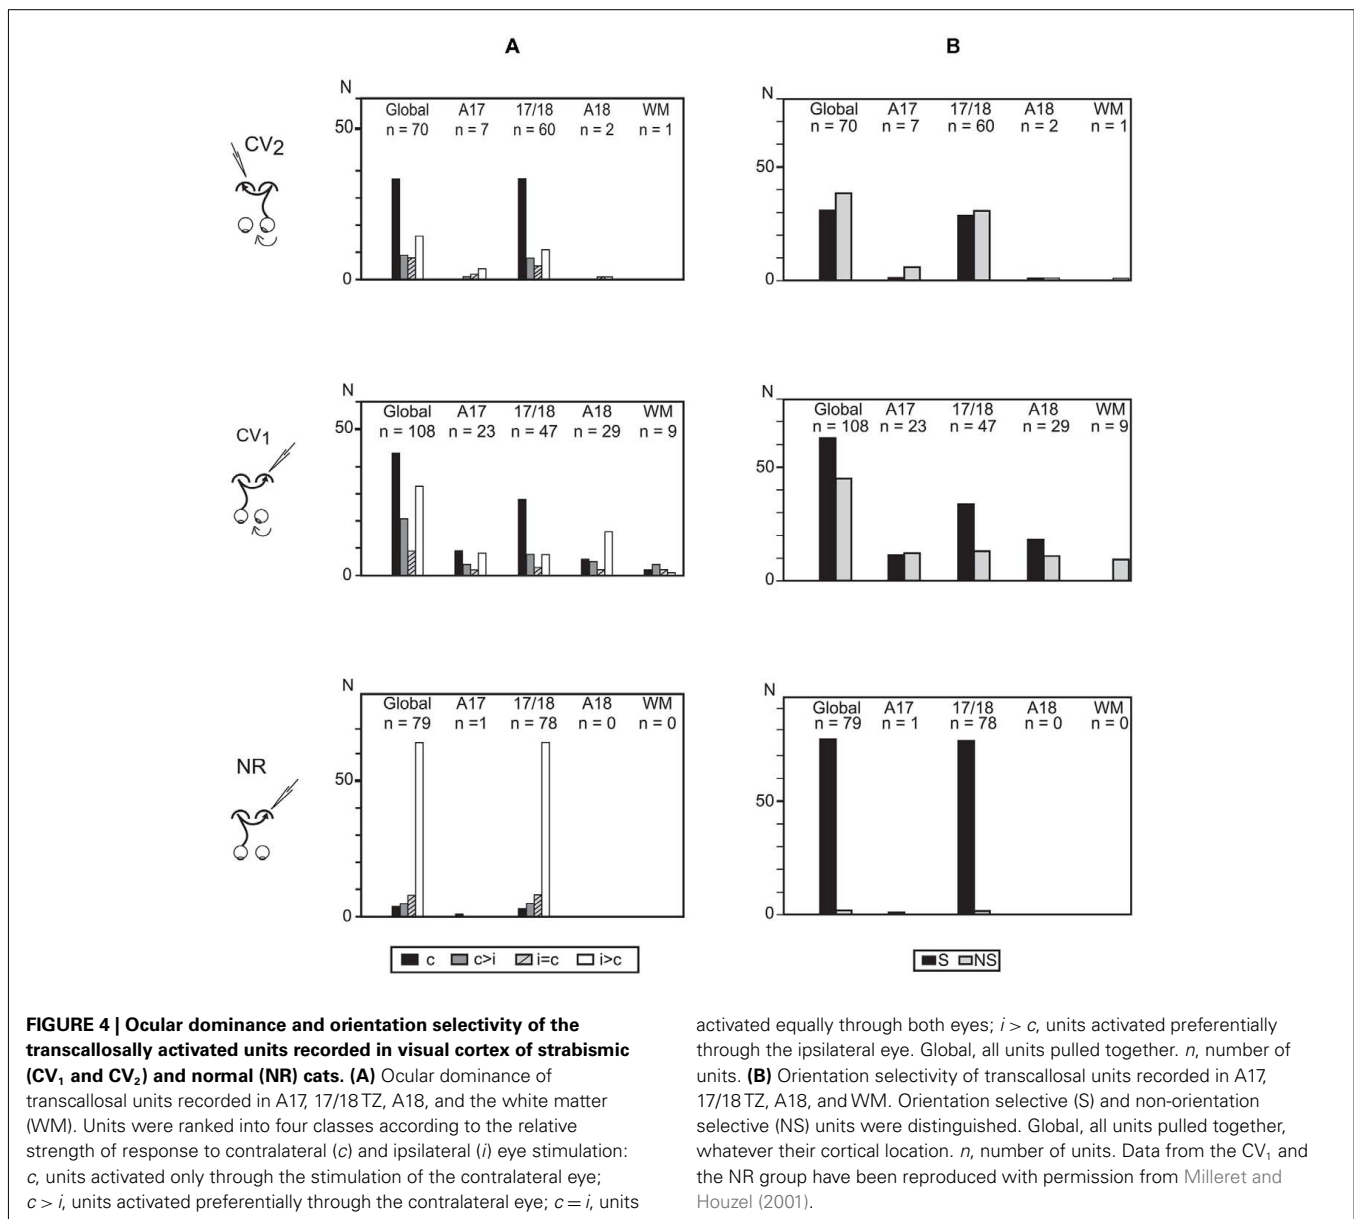 A
B
N
Global A17 17/18 A18 WM
n = 70 n = 7 n = 60 n = 2 n = 1
50
0
CV2
N
Global A17 17/18 A18 WM
n = 70 n = 7 n = 60 n = 2 n = 1
50
0
N
Global A17 17/18 A18 WM
n = 108 n = 23 n = 47 n = 29 n = 9
50
0
CV1
N
Global A17 17/18 A18 WM
n = 108 n = 23 n = 47 n = 29 n = 9
50
0
N
Global A17 17/18 A18 WM
n = 79 n =1 n = 78 n = 0 n = 0
50
0
NR
N
Global A17 17/18 A18 WM
n = 79 n = 1 n = 78 n = 0 n = 0
50
0
c c>i i=c i>c
S NS
FIGURE 4 | Ocular dominance and orientation selectivity of the
transcallosally activated units recorded in visual cortex of strabismic
(CV1 and CV2) and normal (NR) cats. (A) Ocular dominance of
transcallosal units recorded in A17, 17/18 TZ, A18, and the white matter
(WM). Units were ranked into four classes according to the relative
strength of response to contralateral (c) and ipsilateral (i) eye stimulation:
c, units activated only through the stimulation of the contralateral eye;
c > i, units activated preferentially through the contralateral eye; c = i, units
activated equally through both eyes; i > c, units activated preferentially
through the ipsilateral eye. Global, all units pulled together. n, number of
units. (B) Orientation selectivity of transcallosal units recorded in A17,
17/18 TZ, A18, and WM. Orientation selective (S) and non-orientation
selective (NS) units were distinguished. Global, all units pulled together,
whatever their cortical location. n, number of units. Data from the CV1 and
the NR group have been reproduced with permission from Milleret and
Houzel (2001).